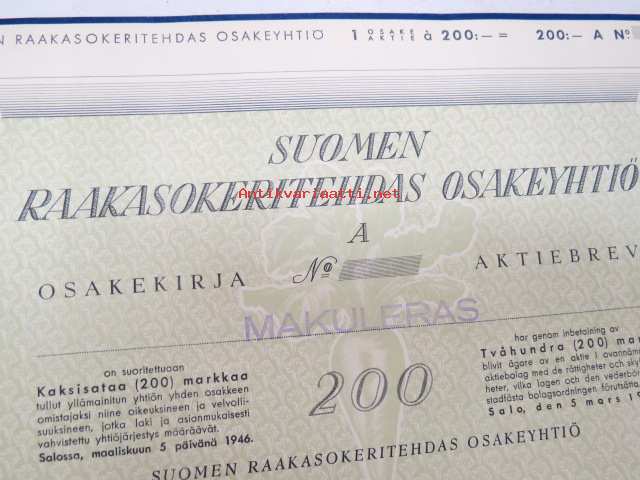 RAAKASOKERITEHDAS OSAKEYHTIÖ 1 OSAKE AKTIE à 200:— = 200:— A Nº
SUOMEN
RAAKASOKERITEHDAS OSAKEYHTIÖ
Antikvariaatti.net
A
OSAKEKIRJA Nº AKTIEBREV
MAKULERAS
on suoritettuaan
Kaksisataa (200) markkaa
tullut yllämainitun yhtiön yhden osakkeen
omistajaksi niine oikeuksineen ja velvolli-
suuksineen, jotka laki ja asianmukaisesti
vahvistettu yhtiöjärjestys määräävät.
Salossa, maaliskuun 5 päivänä 1946.
200
har genom inbetalning av
Tvåhundra (200) mar
blivit ägare av en aktie i ovannäm
aktiebolag med de rättigheter och sky
heter, vilka lagen och den vederbör
stadfästa bolagsordningen förutsätta
Salo, den 5 mars 19
SUOMEN RAAKASOKERITEHDAS OSAKEYHTIÖ